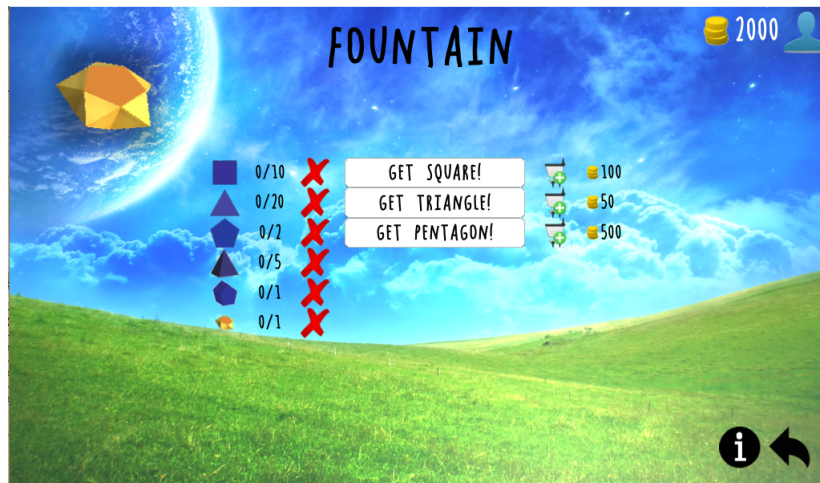 FOUNTAIN
2000
0/10 GET SQUARE! 100
0/20 GET TRIANGLE! 50
0/2 GET PENTAGON! 500
0/5
0/1
0/1
i